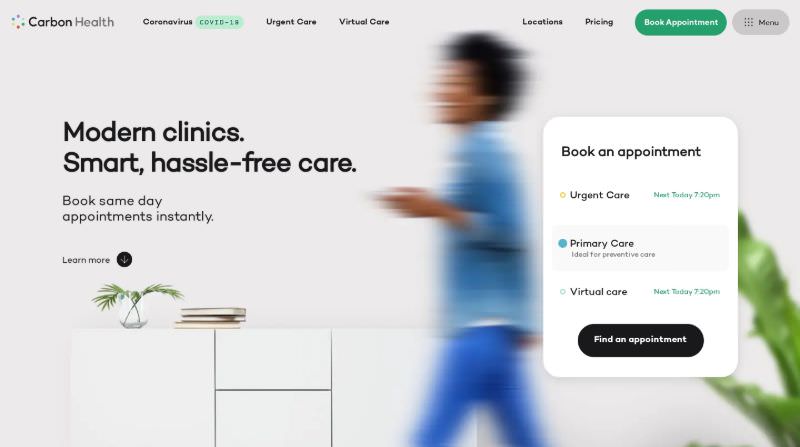 Carbon Health
Coronavirus COVID-19
Urgent Care
Virtual Care
Locations
Pricing
Book Appointment
Menu
Modern clinics.
Smart, hassle-free care.
Book same day
appointments instantly.
Learn more
Book an appointment
Urgent Care Next Today 7:20pm
Primary Care
Ideal for preventive care
Virtual care Next Today 7:20pm
Find an appointment